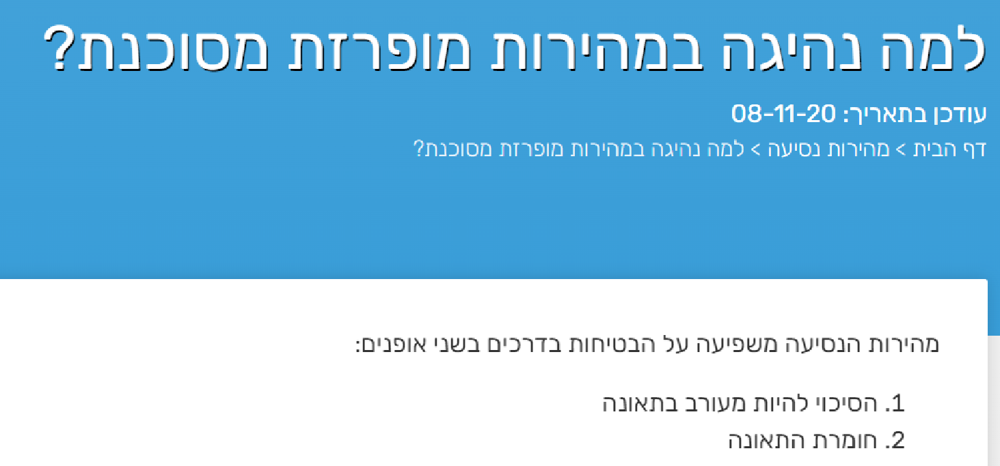 למה נהיגה במהירות מופרזת מסוכנת?
עודכן בתאריך: 08-11-20
דף הבית > מהירות נסיעה > למה נהיגה במהירות מופרזת מסוכנת?
מהירות הנסיעה משפיעה על הבטיחות בדרכים בשני אופנים:
1. הסיכוי להיות מעורב בתאונה
2. חומרת התאונה